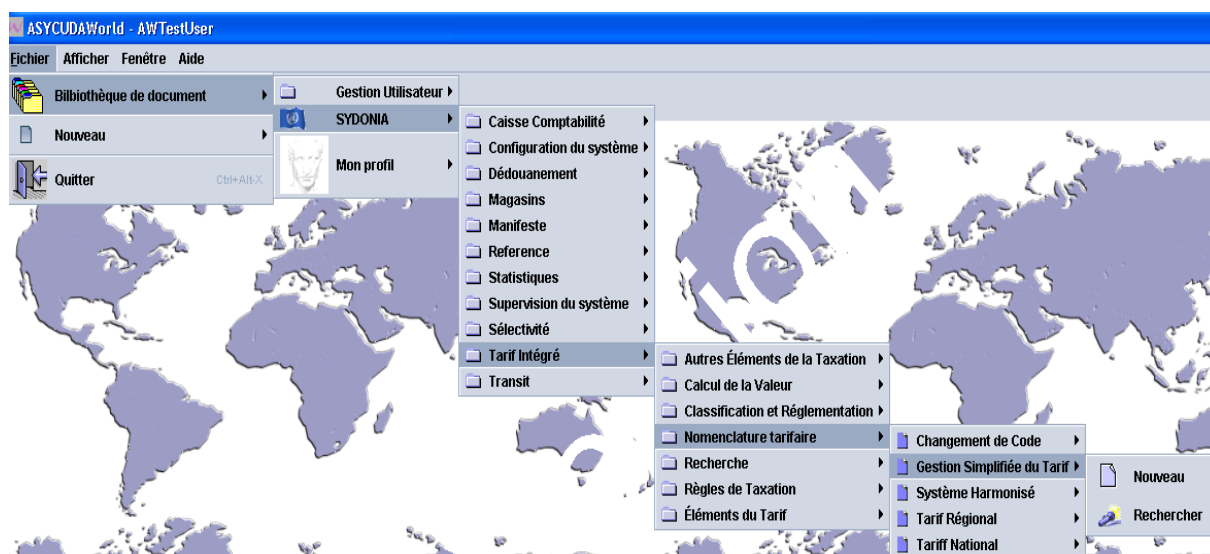 ASYCUDAWorld - AWTestUser
Fichier Afficher Fenêtre Aide
Bilbiothèque de document
Nouveau
Quitter Ctrl+Alt-X
Gestion Utilisateur
SYDONIA
Mon profil
Caisse Comptabilité
Configuration du système
Dédouanement
Magasins
Manifeste
Reference
Statistiques
Supervision du système
Sélectivité
Tarif Intégré
Transit
Autres Éléments de la Taxation
Calcul de la Valeur
Classification et Réglementation
Nomenclature tarifaire
Recherche
Règles de Taxation
Éléments du Tarif
Changement de Code
Gestion Simplifiée du Tarif
Système Harmonisé
Tarif Régional
Tariff National
Nouveau
Rechercher